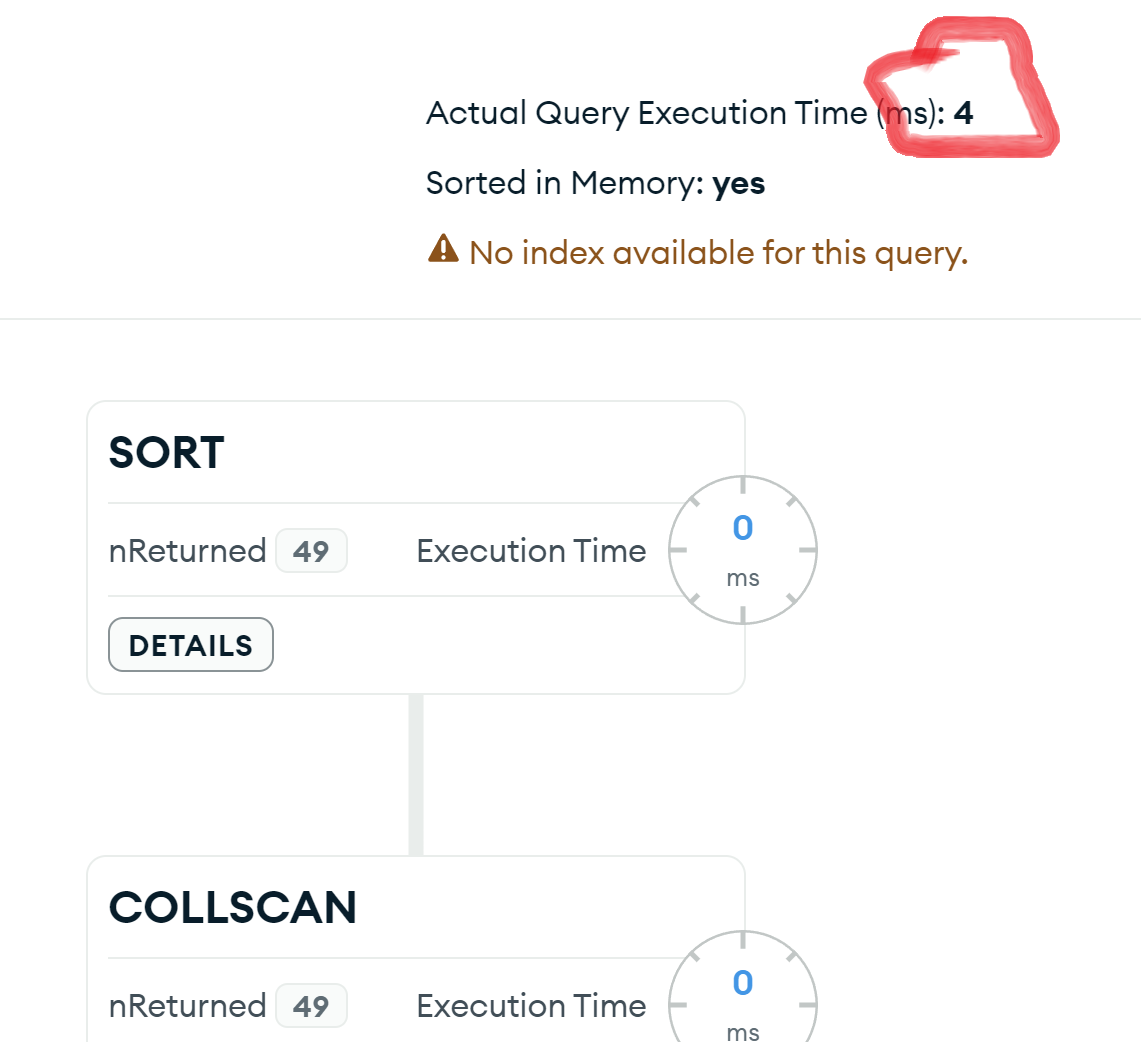 Actual Query Execution Time (ms): 4
Sorted in Memory: yes
No index available for this query.
SORT
nReturned 49 Execution Time 0 ms
DETAILS
COLLSCAN
nReturned 49 Execution Time 0 ms